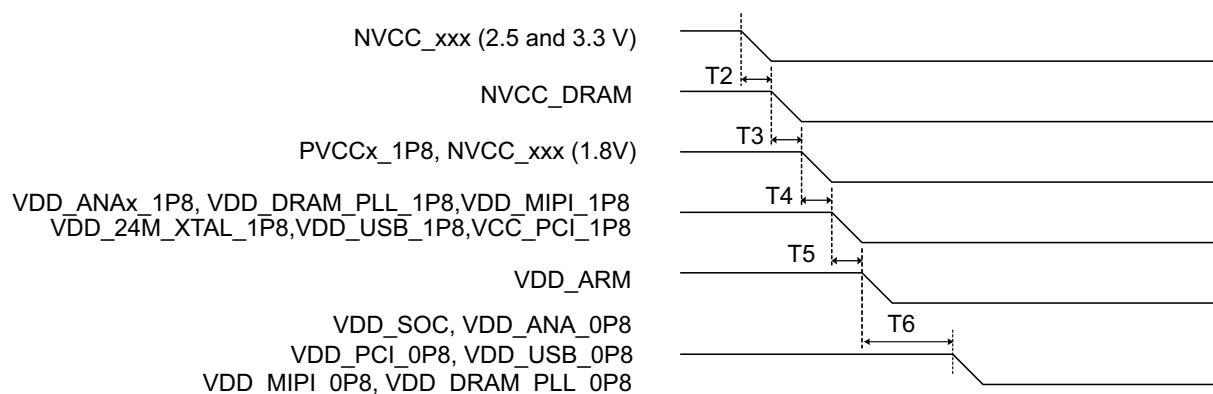 NVCC_xxx (2.5 and 3.3 V)
T2
NVCC_DRAM
T3
PVCCx_1P8, NVCC_xxx (1.8V)
T4
VDD_ANAx_1P8, VDD_DRAM_PLL_1P8,VDD_MIPI_1P8
VDD_24M_XTAL_1P8,VDD_USB_1P8,VCC_PCI_1P8
T5
VDD_ARM
T6
VDD_SOC, VDD_ANA_0P8
VDD_PCI_0P8, VDD_USB_0P8
VDD_MIPI_0P8, VDD_DRAM_PLL_0P8